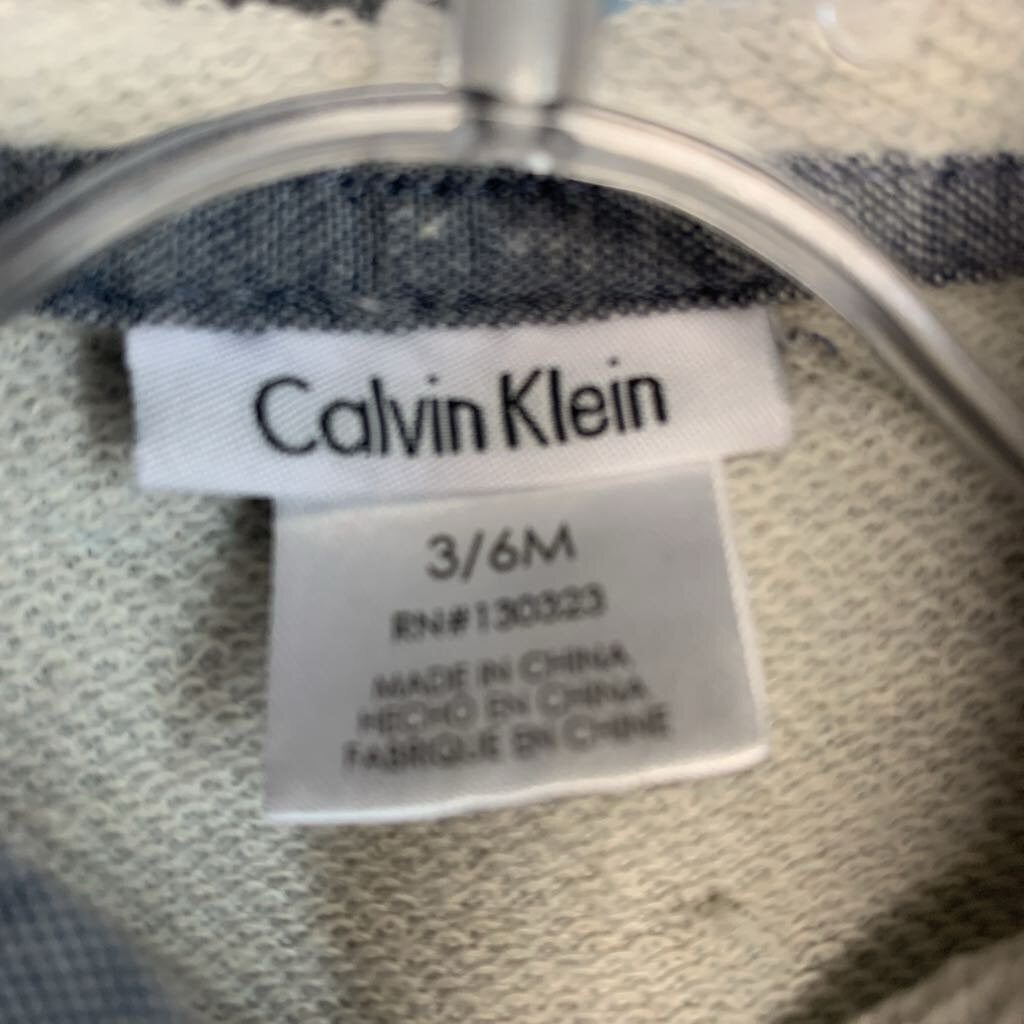 Calvin Klein
3/6M
RN#130323
MADE IN CHINA
HECHO EN CHINA
FABRIQUE EN CHINE